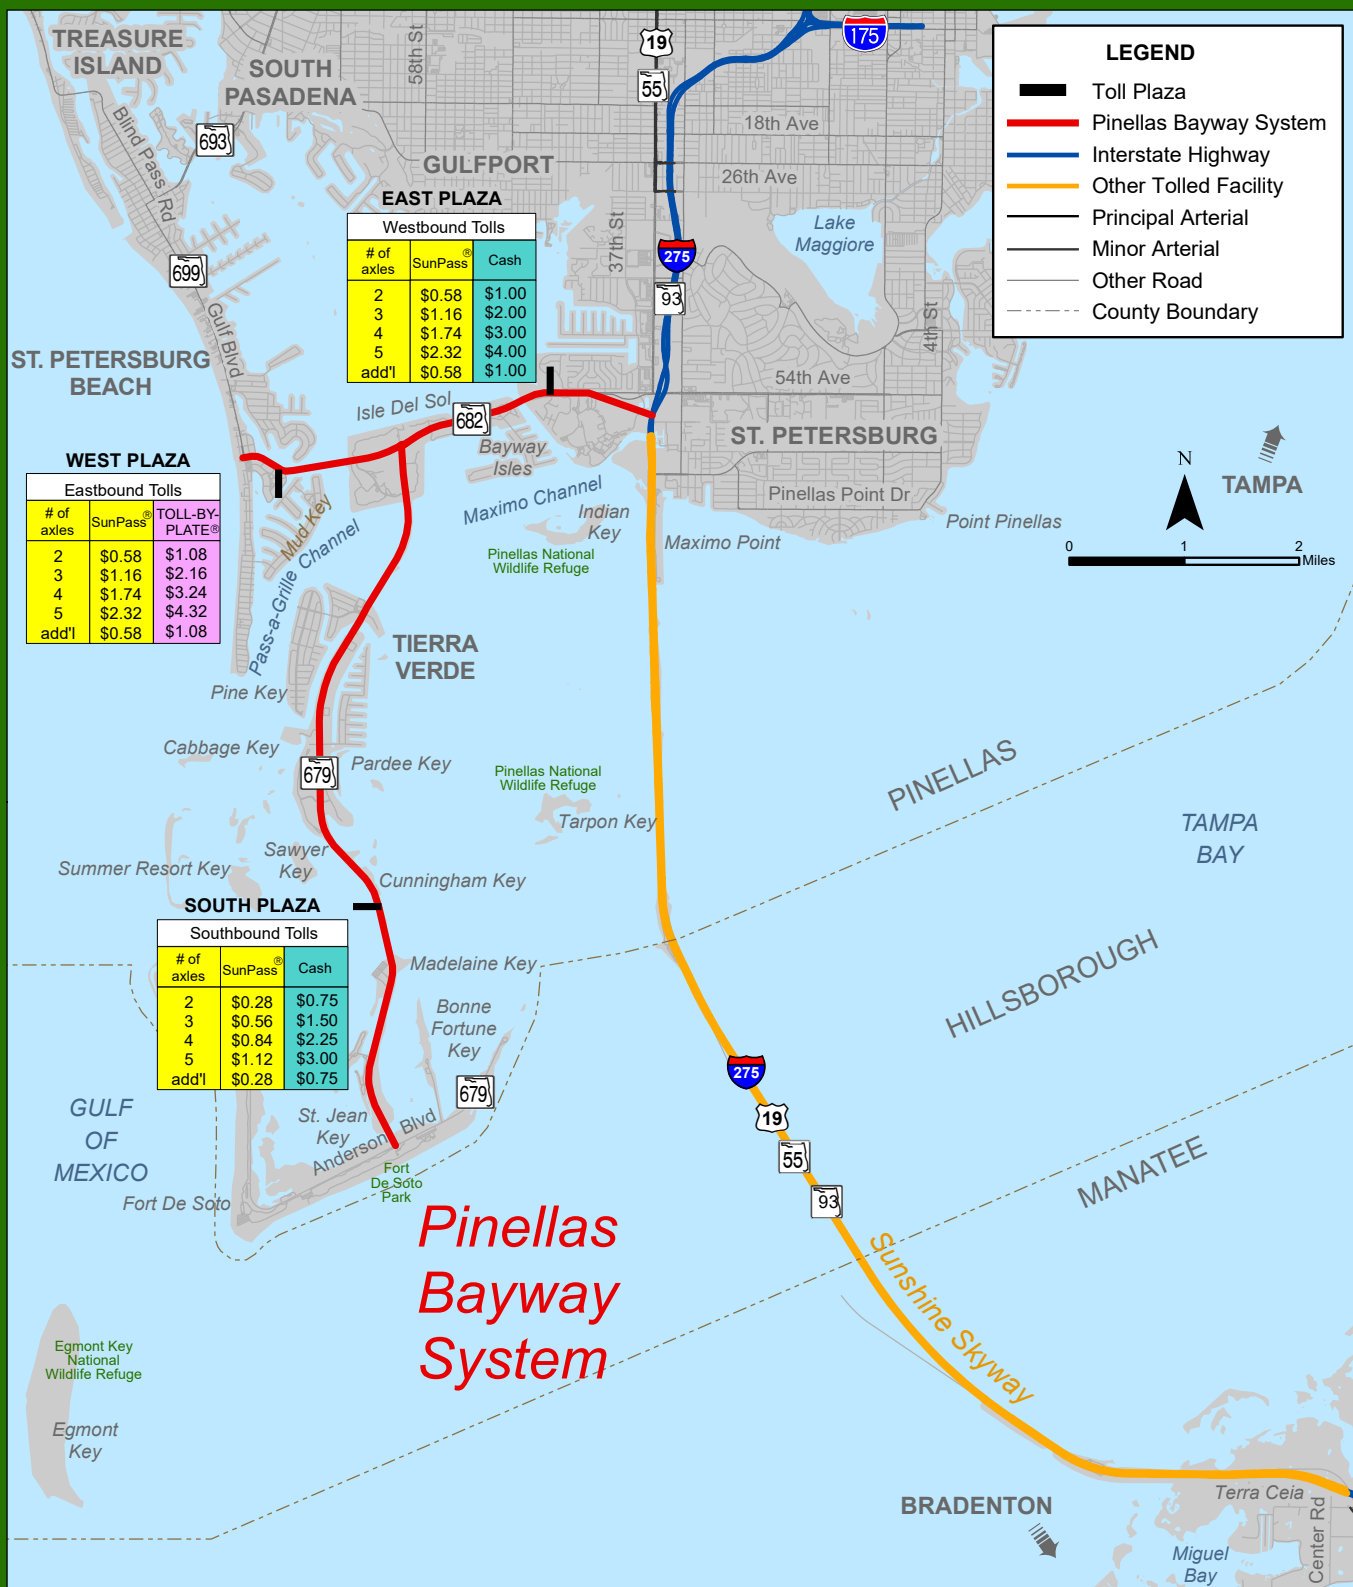 TREASURE
ISLAND
SOUTH
PASADENA
58th St
19
55
175
693
Blind Pass Rd
GULFPORT
18th Ave
26th Ave
37th St
Lake
Maggiore
275
93
4th St
54th Ave
699
Gulf Blvd
ST. PETERSBURG
BEACH
LEGEND
Toll Plaza
Pinellas Bayway System
Interstate Highway
Other Tolled Facility
Principal Arterial
Minor Arterial
Other Road
County Boundary
EAST PLAZA
Westbound Tolls
# of axles SunPass® Cash
2 $0.58 $1.00
3 $1.16 $2.00
4 $1.74 $3.00
5 $2.32 $4.00
add'l $0.58 $1.00
Isle Del Sol
682
Bayway
Isles
ST. PETERSBURG
WEST PLAZA
Eastbound Tolls
# of axles SunPass® TOLL-BY-PLATE®
2 $0.58 $1.08
3 $1.16 $2.16
4 $1.74 $3.24
5 $2.32 $4.32
add'l $0.58 $1.08
Mud Key
Pass-a-Grille Channel
Maximo Channel
Indian
Key
Pinellas National
Wildlife Refuge
Maximo Point
Pinellas Point Dr
Point Pinellas
N
TAMPA
0 1 2
Miles
TIERRA
VERDE
Pine Key
Cabbage Key
679
Pardee Key
Pinellas National
Wildlife Refuge
Tarpon Key
PINELLAS
TAMPA
BAY
Summer Resort Key
Sawyer
Key
Cunningham Key
SOUTH PLAZA
Southbound Tolls
# of axles SunPass® Cash
2 $0.28 $0.75
3 $0.56 $1.50
4 $0.84 $2.25
5 $1.12 $3.00
add'l $0.28 $0.75
Madelaine Key
Bonne
Fortune
Key
679
HILLSBOROUGH
275
19
55
93
MANATEE
GULF
OF
MEXICO
St. Jean
Key
Anderson Blvd
Fort
De Soto
Park
Fort De Soto
Pinellas
Bayway
System
Sunshine Skyway
Egmont Key
National
Wildlife Refuge
Egmont
Key
BRADENTON
Terra Ceia
Center Rd
Miguel
Bay